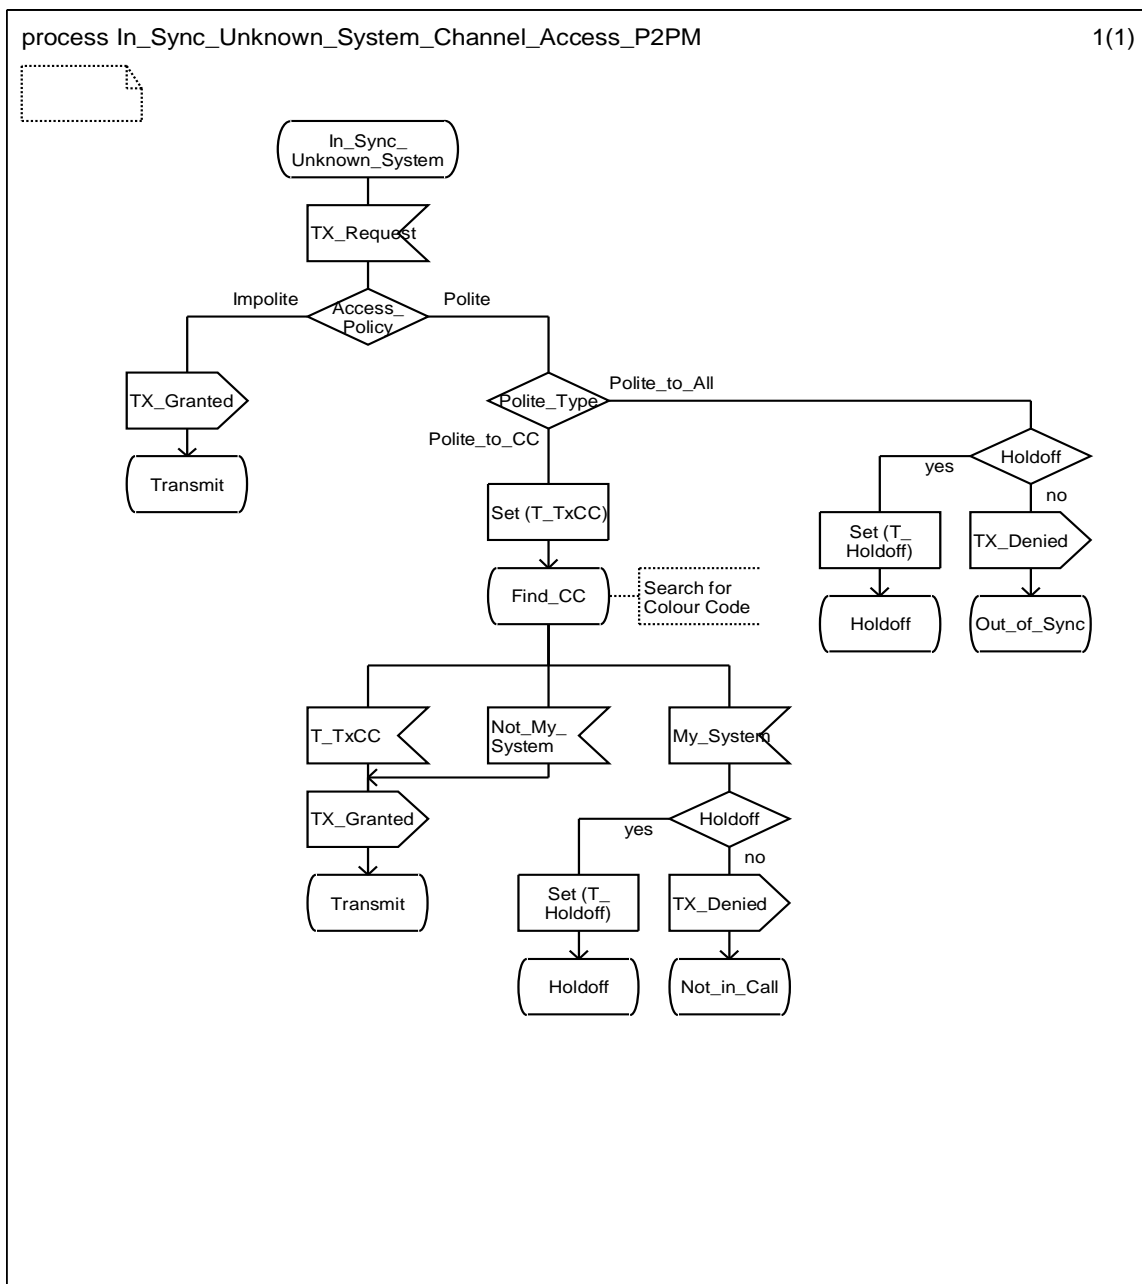 process In_Sync_Unknown_System_Channel_Access_P2PM
1(1)
In_Sync_
Unknown_System
TX_Request
Impolite
Access_
Policy
Polite
TX_Granted
Transmit
Polite_Type
Polite_to_All
Polite_to_CC
Holdoff
yes
no
Set (T_TxCC)
Set (T_
Holdoff)
TX_Denied
Find_CC
Search for
Colour Code
Holdoff
Out_of_Sync
T_TxCC
Not_My_
System
My_System
TX_Granted
Holdoff
yes
no
Transmit
Set (T_
Holdoff)
TX_Denied
Holdoff
Not_in_Call